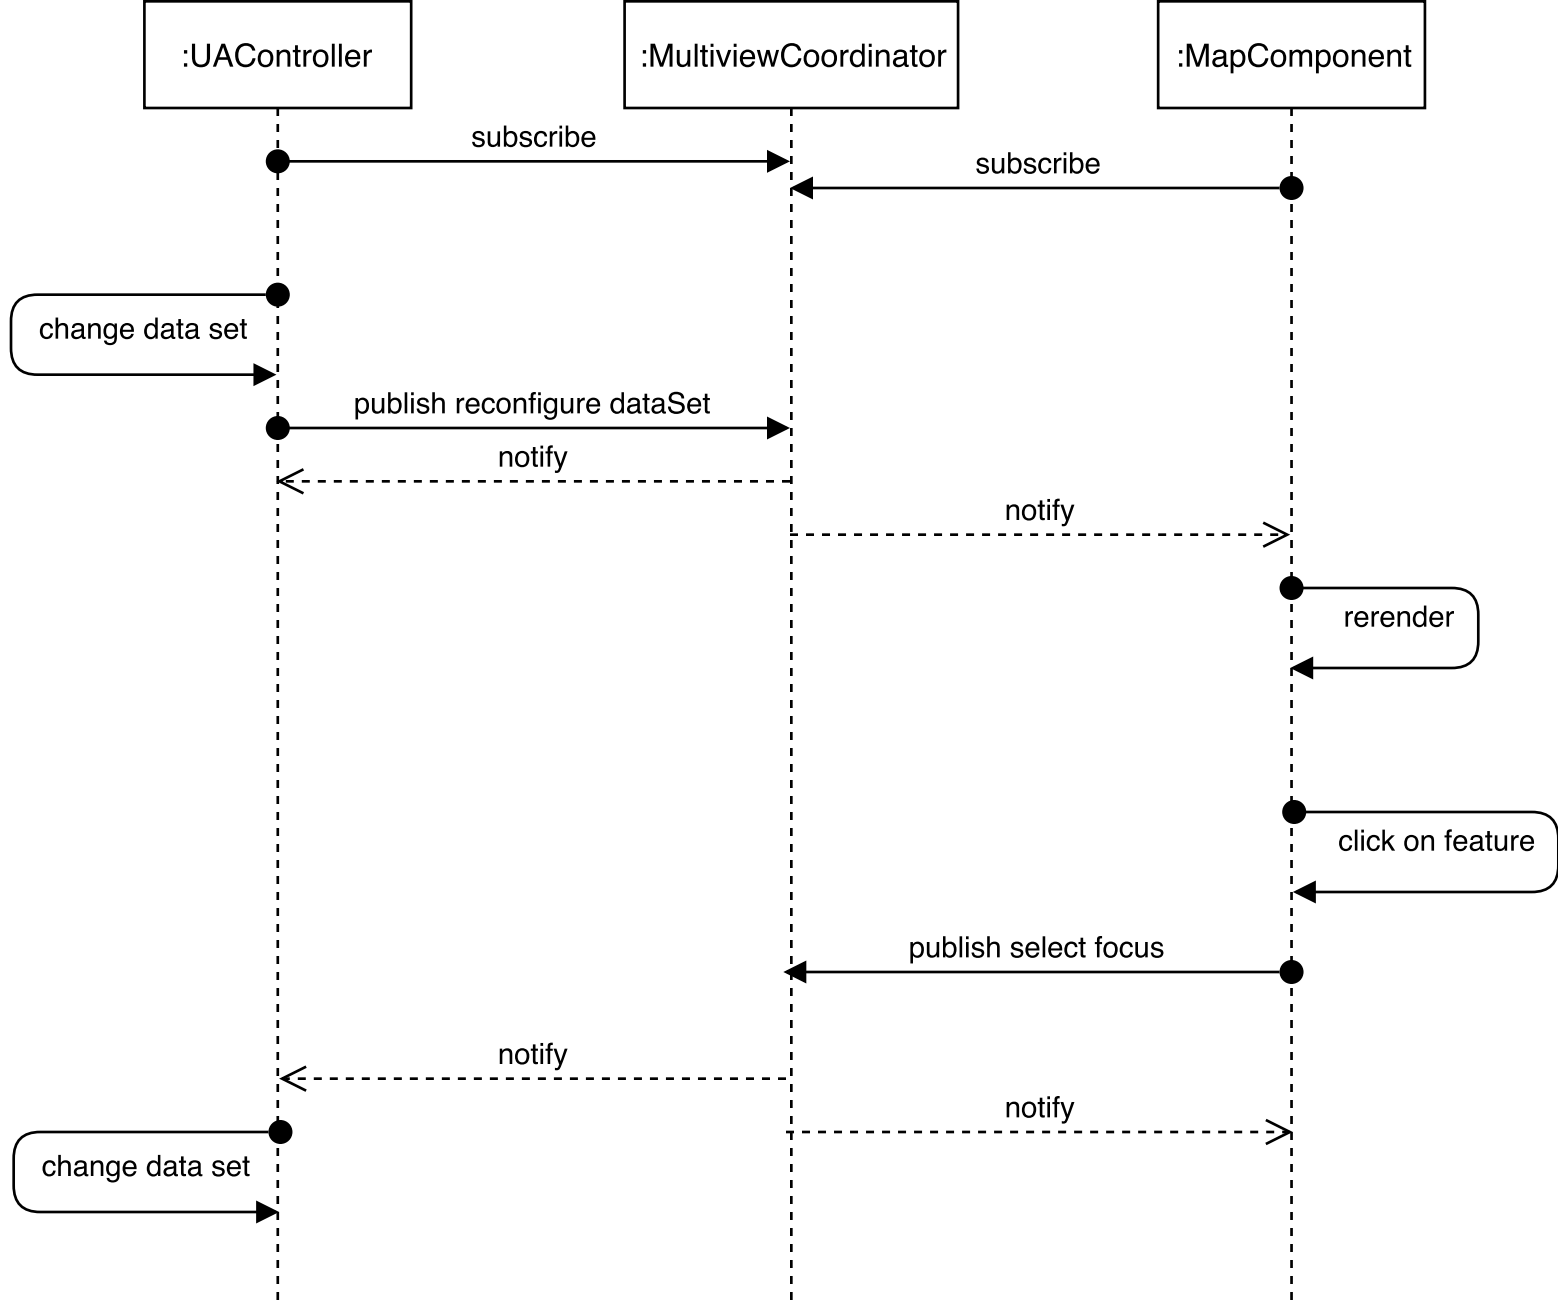 :UAController
:MultiviewCoordinator
:MapComponent
subscribe
subscribe
change data set
publish reconfigure dataSet
notify
notify
rerender
click on feature
publish select focus
notify
notify
change data set